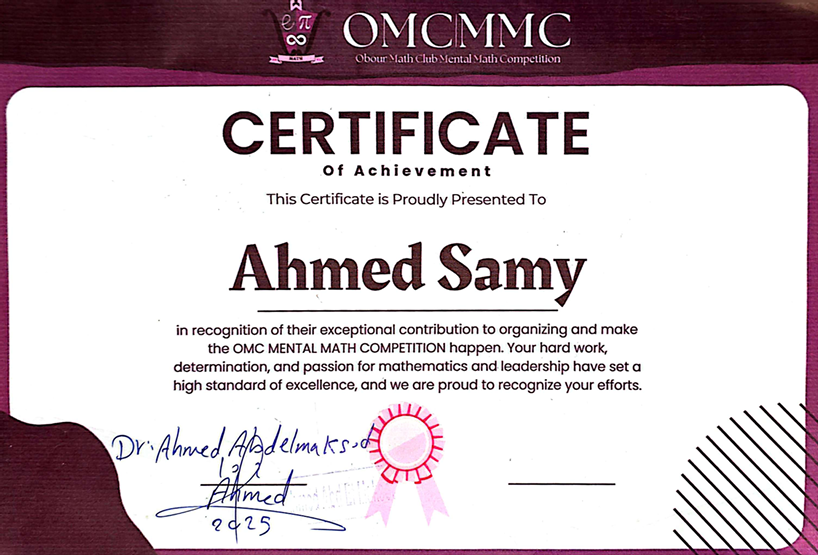 e π
∞
MATH
OMCMMC
Obour Math Club Mental Math Competition
CERTIFICATE
Of Achievement
This Certificate is Proudly Presented To
Ahmed Samy
in recognition of their exceptional contribution to organizing and make
the OMC MENTAL MATH COMPETITION happen. Your hard work,
determination, and passion for mathematics and leadership have set a
high standard of excellence, and we are proud to recognize your efforts.
Dr. Ahmed Abdelmaksod
Ahmed
2025